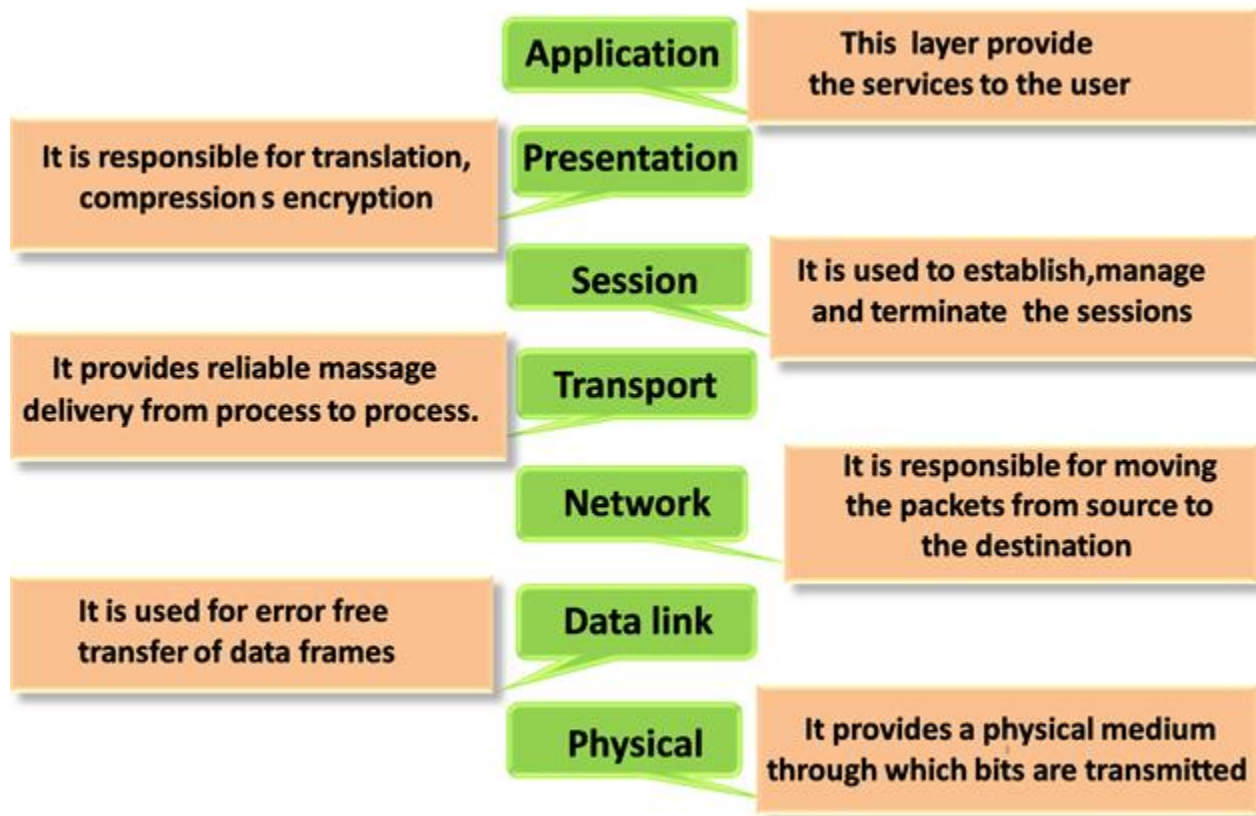 Application
This layer provide
the services to the user
Presentation
It is responsible for translation,
compression s encryption
Session
It is used to establish,manage
and terminate the sessions
Transport
It provides reliable massage
delivery from process to process.
Network
It is responsible for moving
the packets from source to
the destination
Data link
It is used for error free
transfer of data frames
Physical
It provides a physical medium
through which bits are transmitted